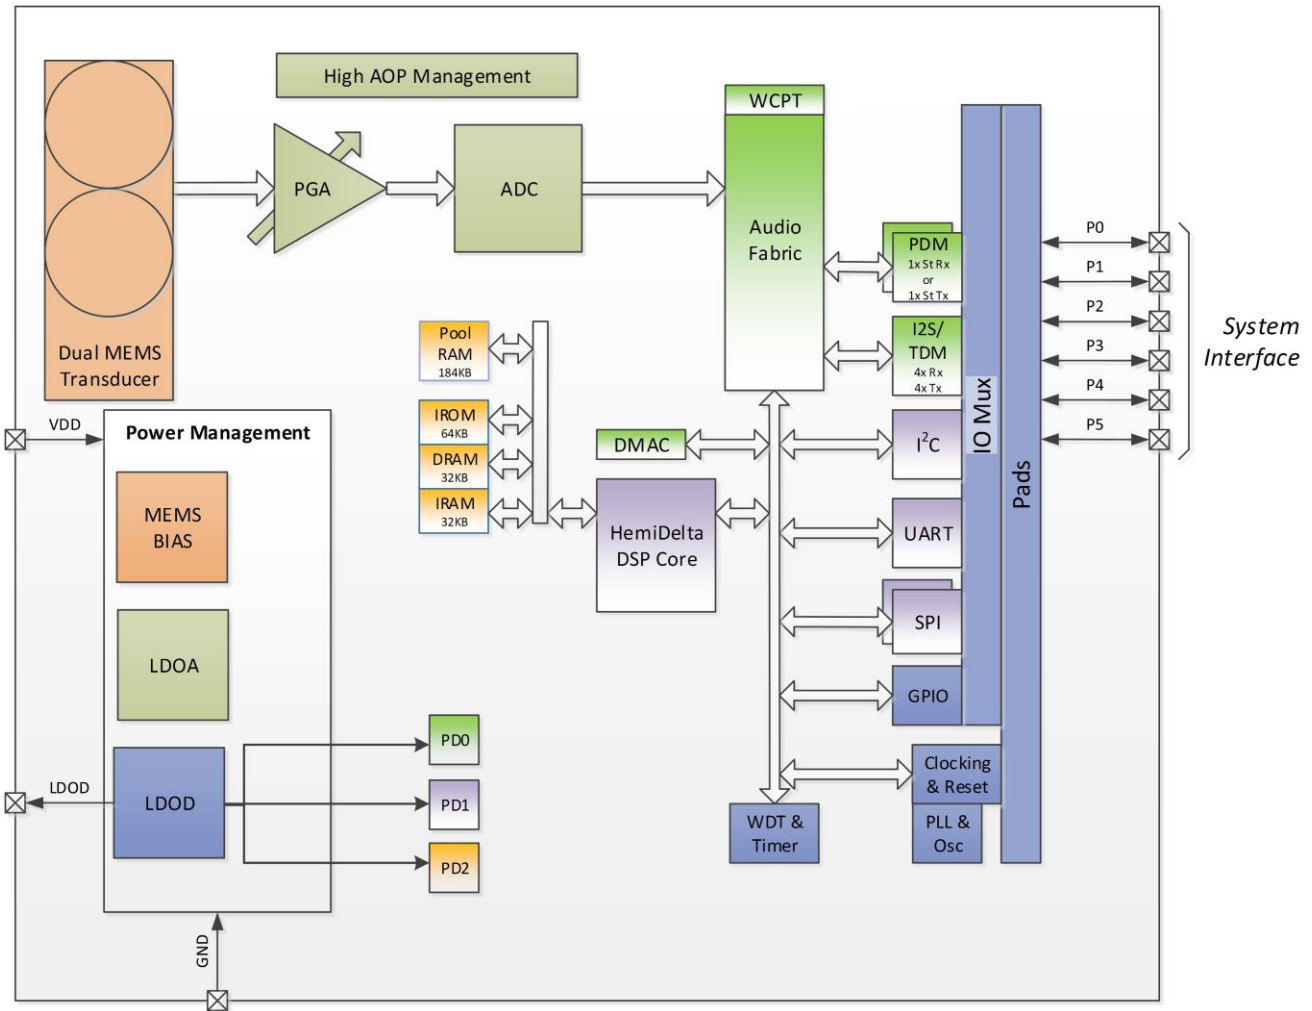 High AOP Management
WCPT
PGA
ADC
Audio
Fabric
PDM
1x St Rx
or
1x St Tx
I2S/
TDM
4x Rx
4x Tx
I²C
UART
SPI
GPIO
Clocking
& Reset
PLL &
Osc
WDT &
Timer
IO Mux
Pads
P0
P1
P2
P3
P4
P5
System
Interface
Dual MEMS
Transducer
Pool
RAM
184KB
IROM
64KB
DRAM
32KB
IRAM
32KB
DMAC
HemiDelta
DSP Core
VDD
Power Management
MEMS
BIAS
LDOA
LDOD
LDOD
PD0
PD1
PD2
GND